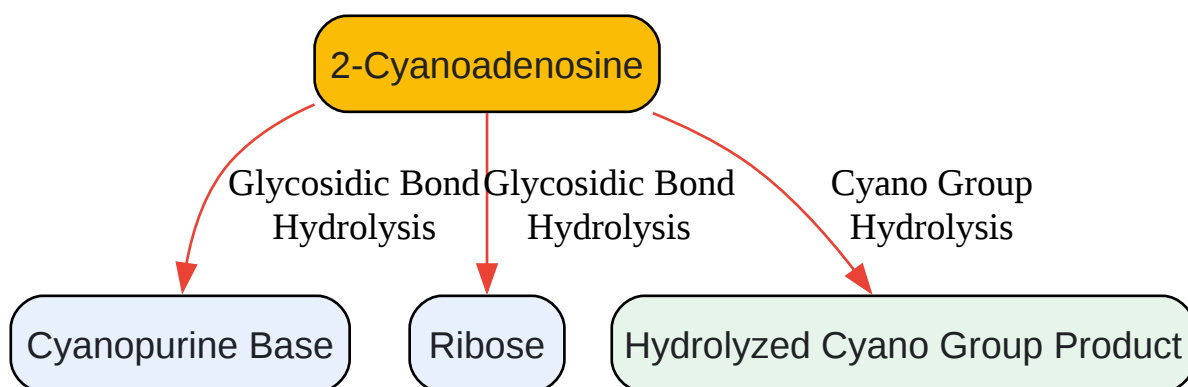 2-Cyanoadenosine
Glycosidic Bond
Hydrolysis
Glycosidic Bond
Hydrolysis
Cyano Group
Hydrolysis
Cyanopurine Base
Ribose
Hydrolyzed Cyano Group Product